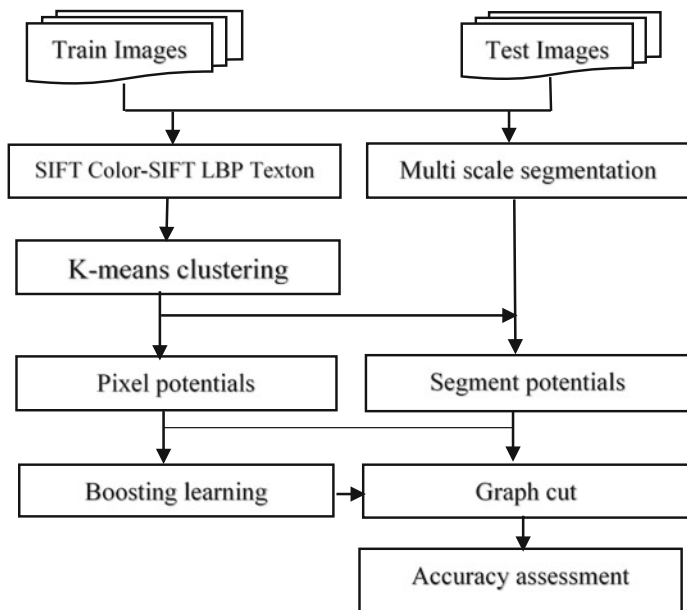 Train Images
Test Images
SIFT Color-SIFT LBP Texton
Multi scale segmentation
K-means clustering
Pixel potentials
Segment potentials
Boosting learning
Graph cut
Accuracy assessment